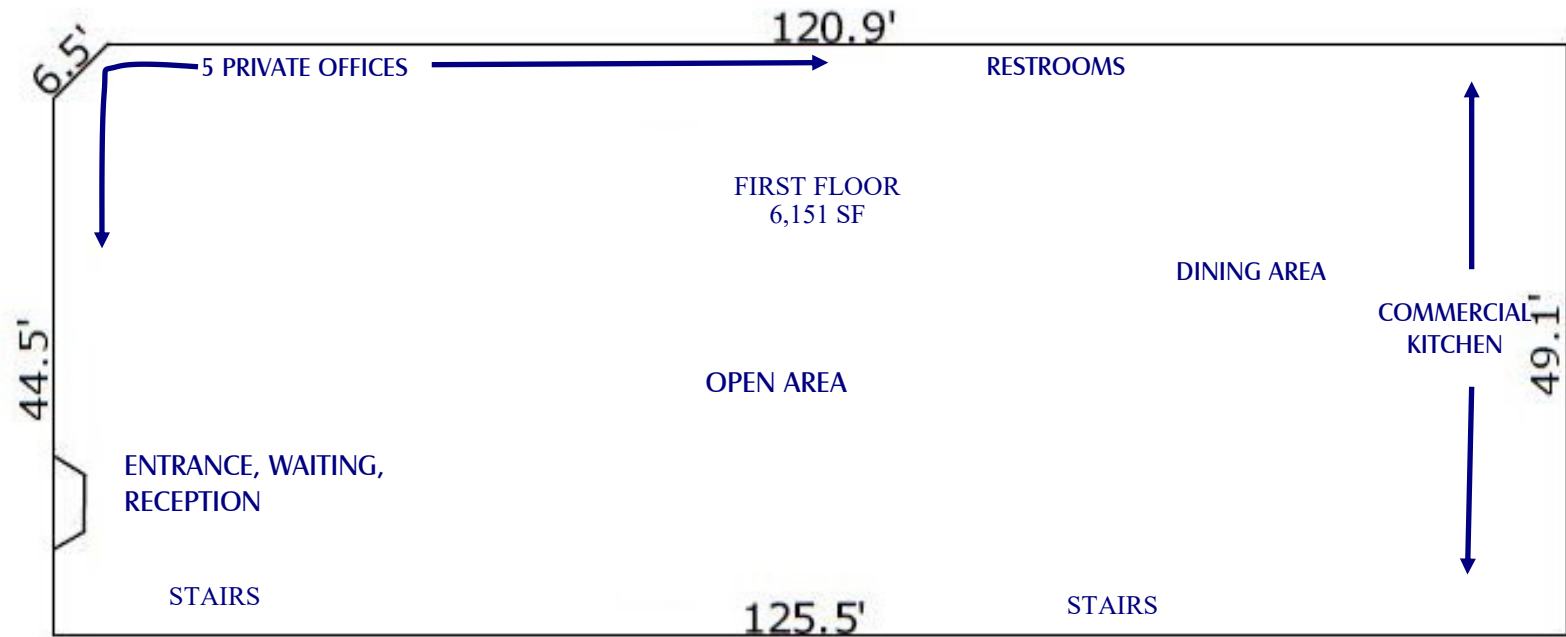 120.9'
6.5'
5 PRIVATE OFFICES
RESTROOMS
FIRST FLOOR
6,151 SF
DINING AREA
COMMERCIAL
KITCHEN
49.1'
44.5'
OPEN AREA
ENTRANCE, WAITING,
RECEPTION
STAIRS
125.5'
STAIRS